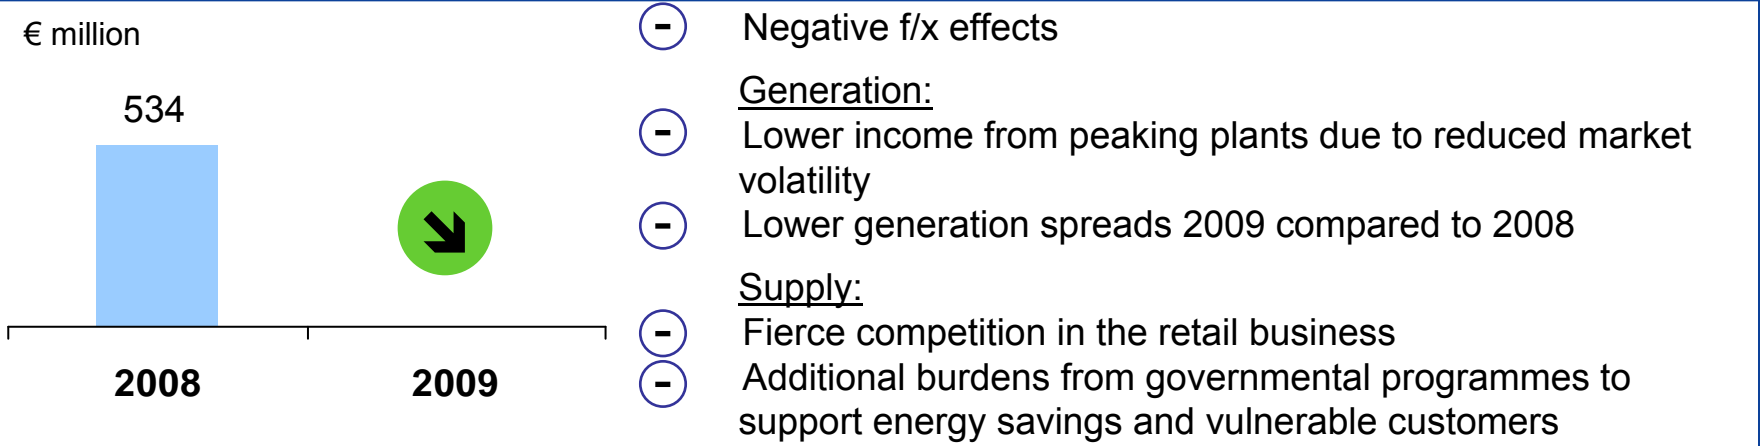 € million
534
2008
2009
- Negative f/x effects
Generation:
- Lower income from peaking plants due to reduced market
volatility
- Lower generation spreads 2009 compared to 2008
Supply:
- Fierce competition in the retail business
- Additional burdens from governmental programmes to
support energy savings and vulnerable customers